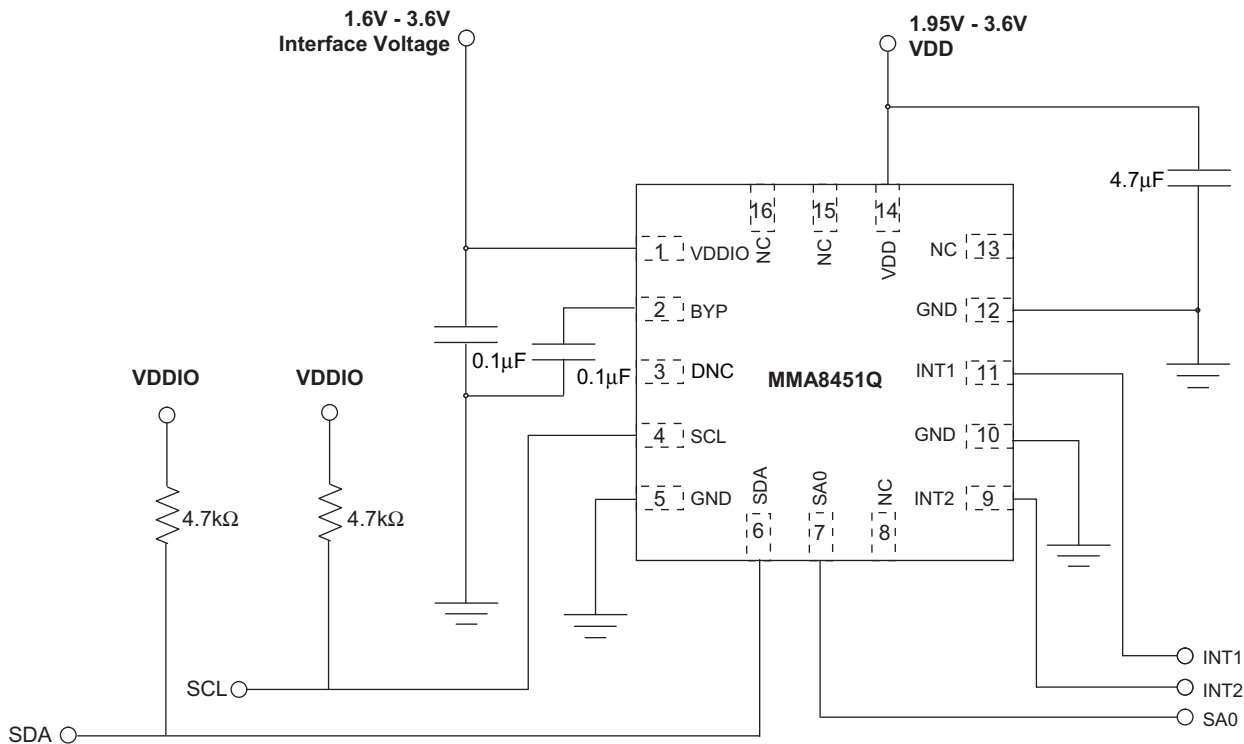 1.6V - 3.6V
Interface Voltage
1.95V - 3.6V
VDD
4.7μF
16
15
14
NC
NC
VDD
1
VDDIO
NC
13
2
BYP
GND
12
0.1μF
0.1μF
3
DNC
MMA8451Q
INT1
11
VDDIO
VDDIO
4
SCL
GND
10
5
GND
SDA
SA0
NC
INT2
9
6
7
8
4.7kΩ
4.7kΩ
INT1
SCL
INT2
SA0
SDA